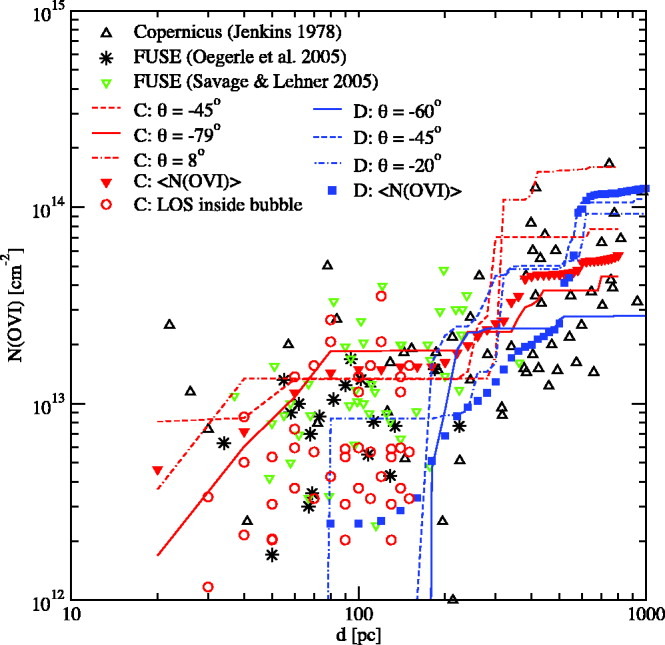 10^15
Copernicus (Jenkins 1978)
FUSE (Oegerle et al. 2005)
FUSE (Savage & Lehner 2005)
C: θ = -45°
D: θ = -60°
C: θ = -79°
D: θ = -45°
C: θ = 8°
D: θ = -20°
C: <N(OVI)>
D: <N(OVI)>
C: LOS inside bubble
10^14
N(OVI) [cm^-2]
10^13
10^12
10
100
1000
d [pc]